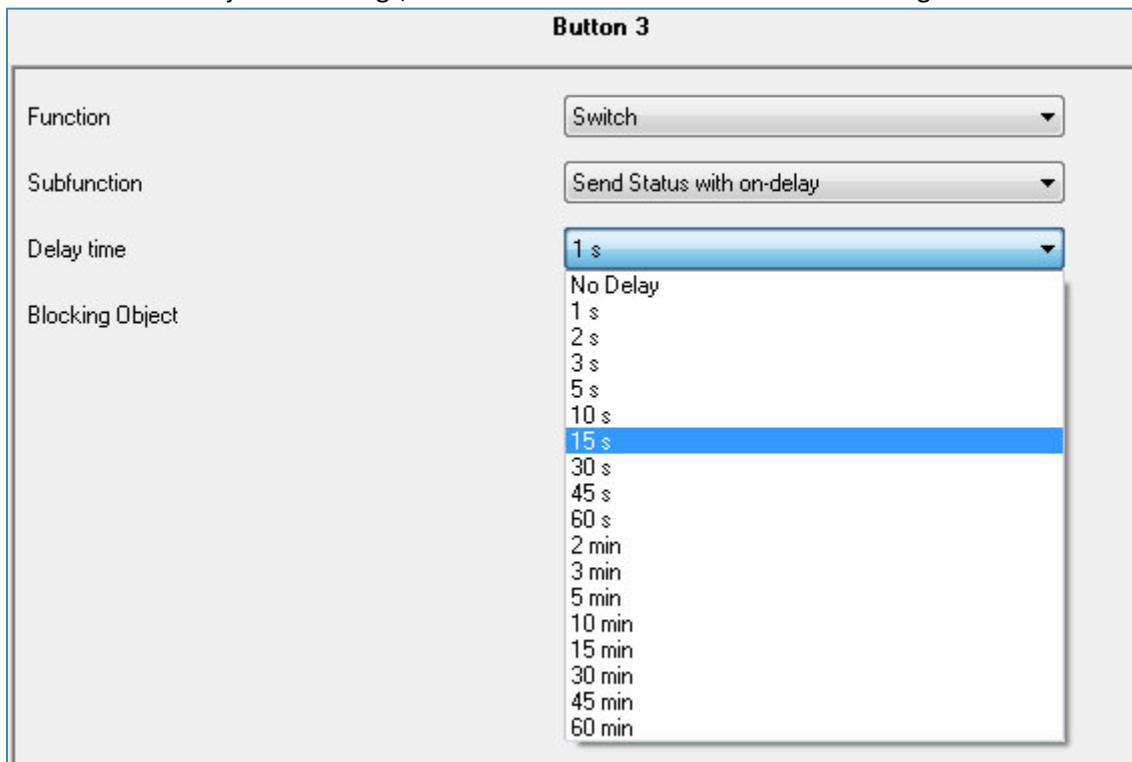 Button 3
Function Switch
Subfunction Send Status with on-delay
Delay time 1 s
No Delay
Blocking Object 1 s
2 s
3 s
5 s
10 s
15 s
30 s
45 s
60 s
2 min
3 min
5 min
10 min
15 min
30 min
45 min
60 min